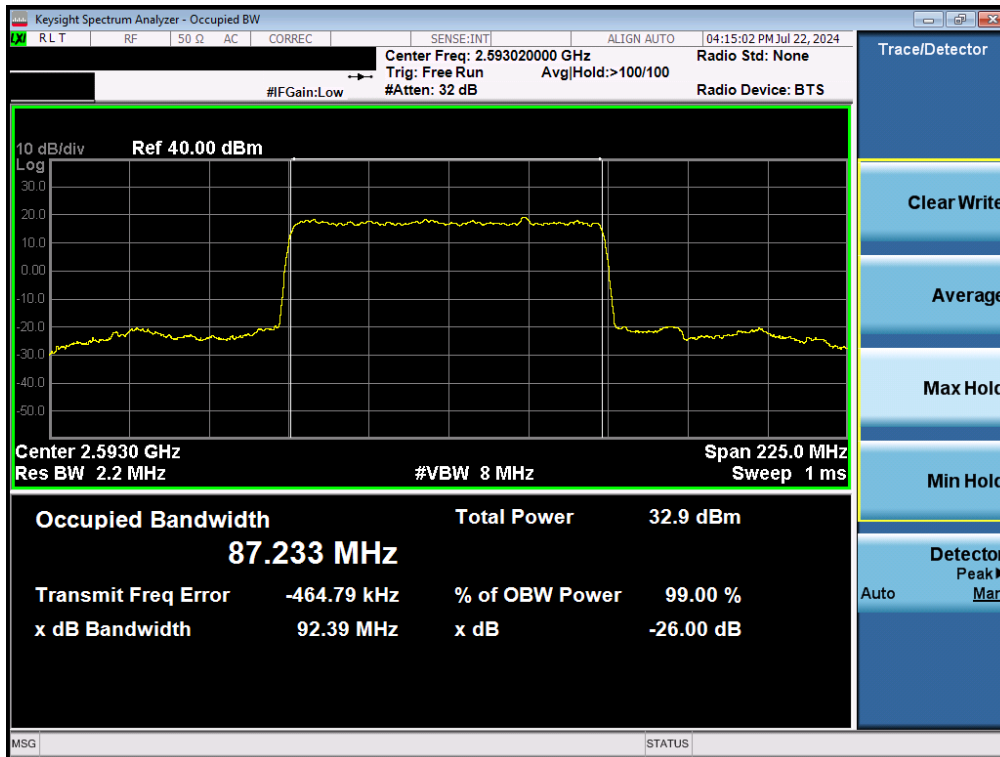 Keysight Spectrum Analyzer - Occupied BW
LXI RLT RF 50 Ω AC CORREC SENSE:INT ALIGN AUTO 04:15:02 PM Jul 22, 2024
Trace/Detector
Center Freq: 2.593020000 GHz Radio Std: None
Trig: Free Run Avg|Hold:>100/100
#IFGain:Low #Atten: 32 dB Radio Device: BTS
10 dB/div Ref 40.00 dBm
Log
30.0
20.0
10.0
0.00
-10.0
-20.0
-30.0
-40.0
-50.0
Center 2.5930 GHz Span 225.0 MHz
Res BW 2.2 MHz #VBW 8 MHz Sweep 1 ms
Occupied Bandwidth Total Power 32.9 dBm
87.233 MHz
Transmit Freq Error -464.79 kHz % of OBW Power 99.00 %
x dB Bandwidth 92.39 MHz x dB -26.00 dB
Clear Write
Average
Max Hold
Min Hold
Detector
Peak
Auto Man
MSG STATUS